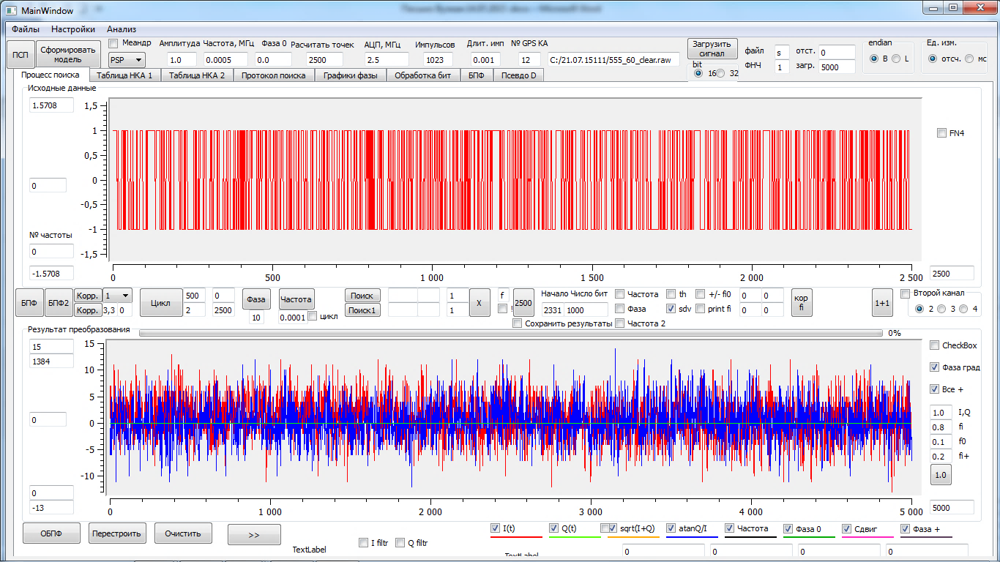 MainWindow
Файлы Настройки Анализ
ПСП Сформировать модель Меандр Амплитуда Частота, МГц Фаза 0 Расчитать точек АЦП, МГц Импульсов Длит. имп № GPS КА Загрузить сигнал файл отст. endian Ед. изм.
PSP 1.0 0.0005 0.0 2500 2.5 1023 0.001 12 C:/21.07.15111/555_60_clear.raw s 0 B L отсч. мс
bit 16 32 ФНЧ 1 загр. 5000
Процесс поиска Таблица НКА 1 Таблица НКА 2 Протокол поиска Графики фазы Обработка бит БПФ Псевдо D
Исходные данные
1.5708
0
№ частоты
0
-1.5708
1,5
1
0,5
0
-0,5
-1
-1,5
0 500 1 000 1 500 2 000 2 500
FN4
2500
БПФ БПФ2 Корр. 1 Цикл 500 0 Фаза Частота Поиск 1 X f 2500 Начало Число бит Частота th +/- fi0 0 0 кор fi 1+1 Второй канал
Корр. 3,3 0 2 2500 10 0.0001 цикл Поиск1 1 ! 2331 1000 Фаза sdv print fi 0 0 2 3 4
Сохранить результаты Частота 2
Результат преобразования 0%
15
1384
0
0
-13
15
10
5
0
-5
-10
0 1 000 2 000 3 000 4 000 5 000
CheckBox
Фаза град
Все +
1.0 I,Q
0.8 fi
0.1 f0
0.2 fi+
1.0
5000
ОБПФ Перестроить Очистить >> I(t) Q(t) sqrt(I+Q) atanQ/I Частота Фаза 0 Сдвиг Фаза +
TextLabel I filtr Q filtr TextLabel 0 0 0 0